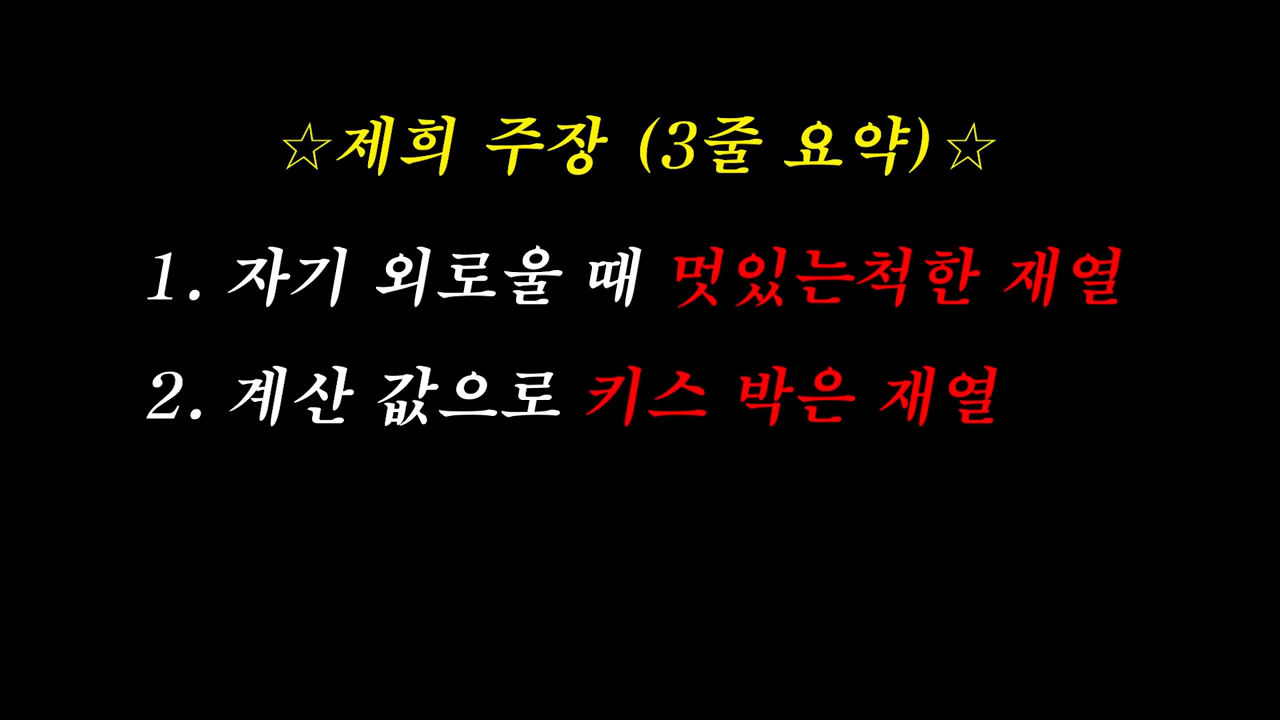 ☆제희 주장 (3줄 요약)☆
1. 자기 외로울 때 멋있는척한 재열
2. 계산 값으로 키스 박은 재열